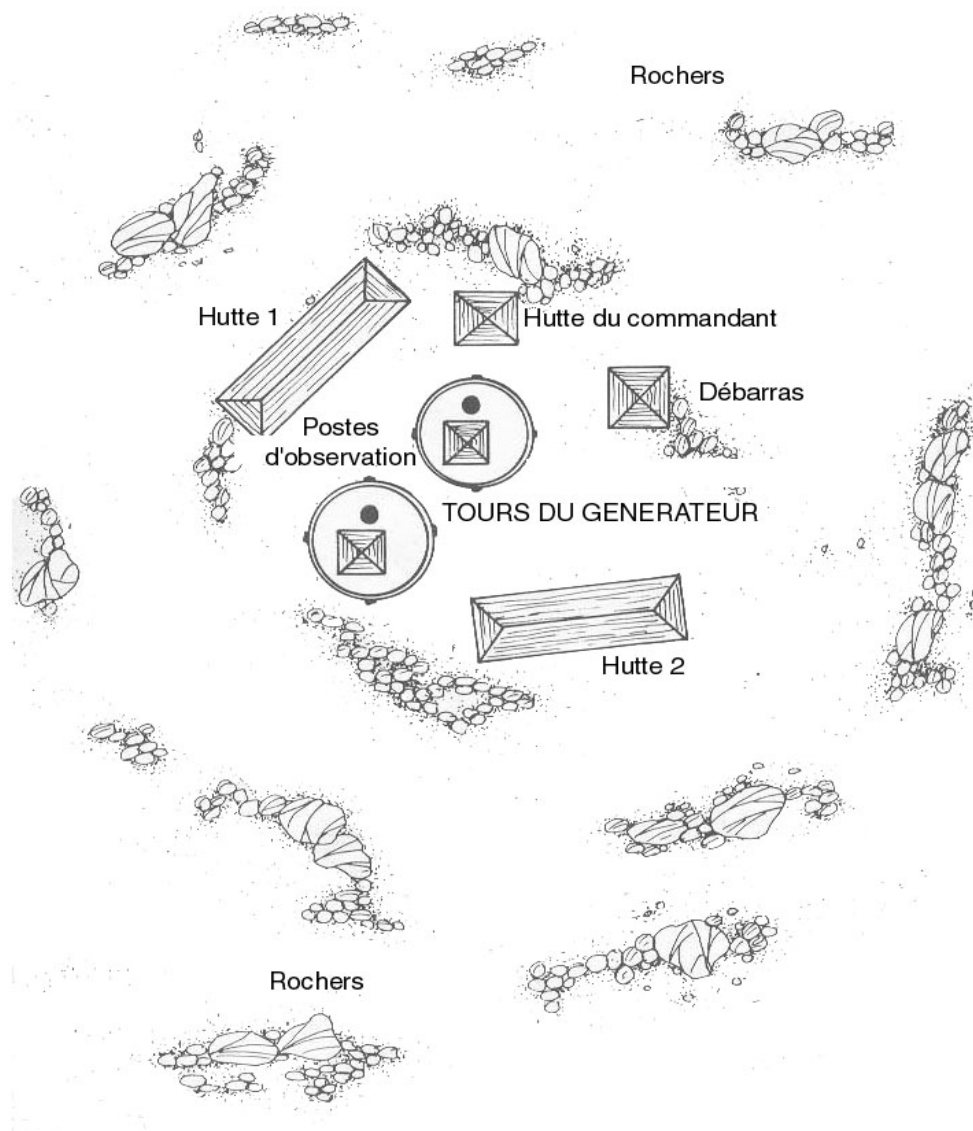 Rochers
Hutte 1
Hutte du commandant
Débarras
Postes
d'observation
TOURS DU GENERATEUR
Hutte 2
Rochers